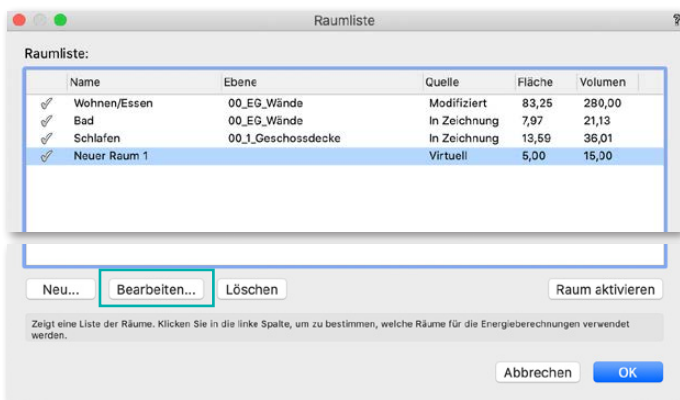 Raumliste
?
Raumliste:
Name Ebene Quelle Fläche Volumen
Wohnen/Essen 00_EG_Wände Modifiziert 83,25 280,00
Bad 00_EG_Wände In Zeichnung 7,97 21,13
Schlafen 00_1_Geschossdecke In Zeichnung 13,59 36,01
Neuer Raum 1 Virtuell 5,00 15,00
Neu... Bearbeiten... Löschen Raum aktivieren
Zeigt eine Liste der Räume. Klicken Sie in die linke Spalte, um zu bestimmen, welche Räume für die Energieberechnungen verwendet
werden.
Abbrechen OK